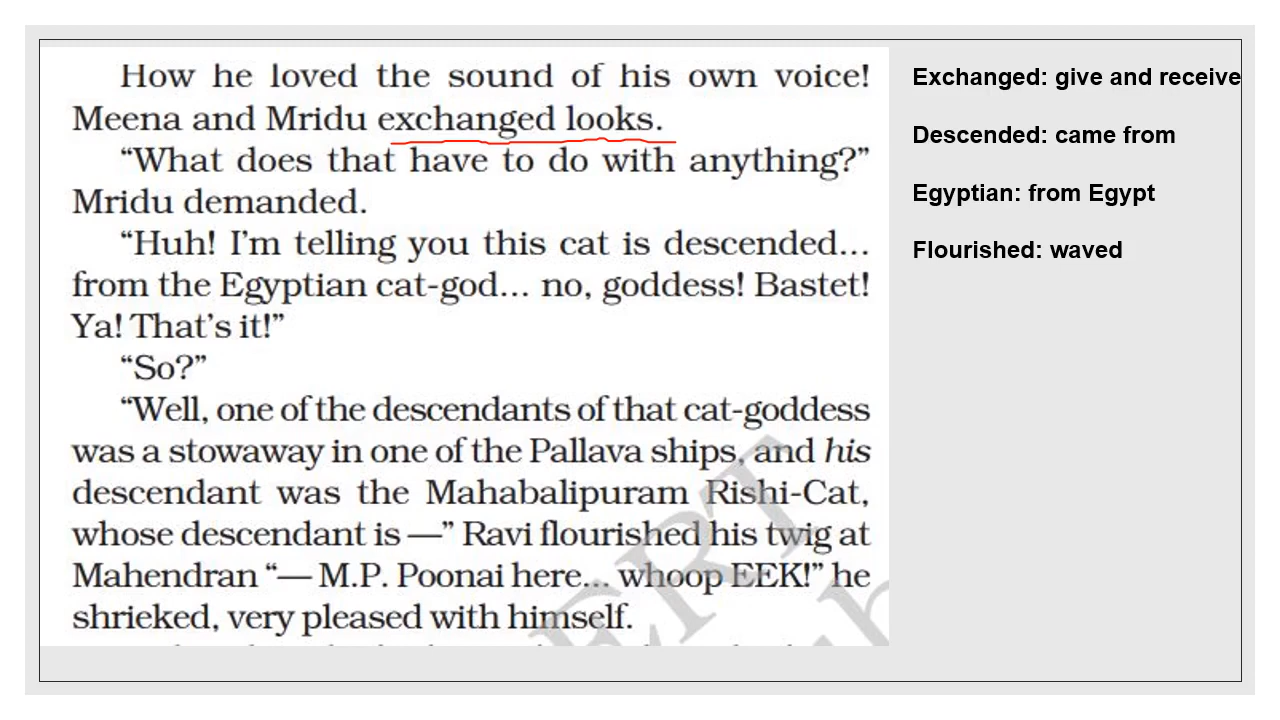 How he loved the sound of his own voice!
Meena and Mridu exchanged looks.
“What does that have to do with anything?”
Mridu demanded.
“Huh! I’m telling you this cat is descended...
from the Egyptian cat-god... no, goddess! Bastet!
Ya! That’s it!”
“So?”
“Well, one of the descendants of that cat-goddess
was a stowaway in one of the Pallava ships, and his
descendant was the Mahabalipuram Rishi-Cat,
whose descendant is —” Ravi flourished his twig at
Mahendran “— M.P. Poonai here... whoop EEK!” he
shrieked, very pleased with himself.
Exchanged: give and receive
Descended: came from
Egyptian: from Egypt
Flourished: waved